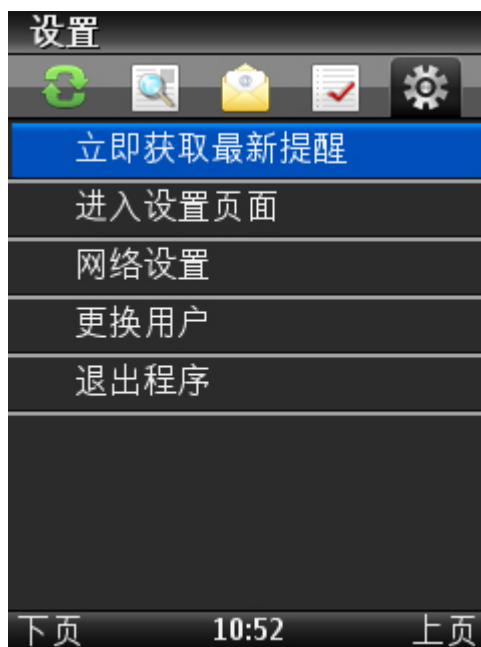 设置
立即获取最新提醒
进入设置页面
网络设置
更换用户
退出程序
下页 10:52 上页